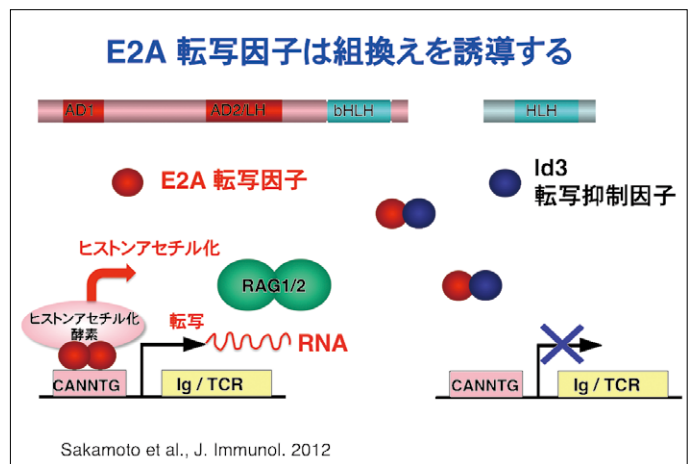 E2A 転写因子は組換えを誘導する
AD1
AD2/LH
bHLH
HLH
E2A 転写因子
Id3
転写抑制因子
ヒストンアセチル化
RAG1/2
ヒストンアセチル化
酵素
転写
RNA
CANNTG
Ig / TCR
CANNTG
Ig / TCR
Sakamoto et al., J. Immunol. 2012